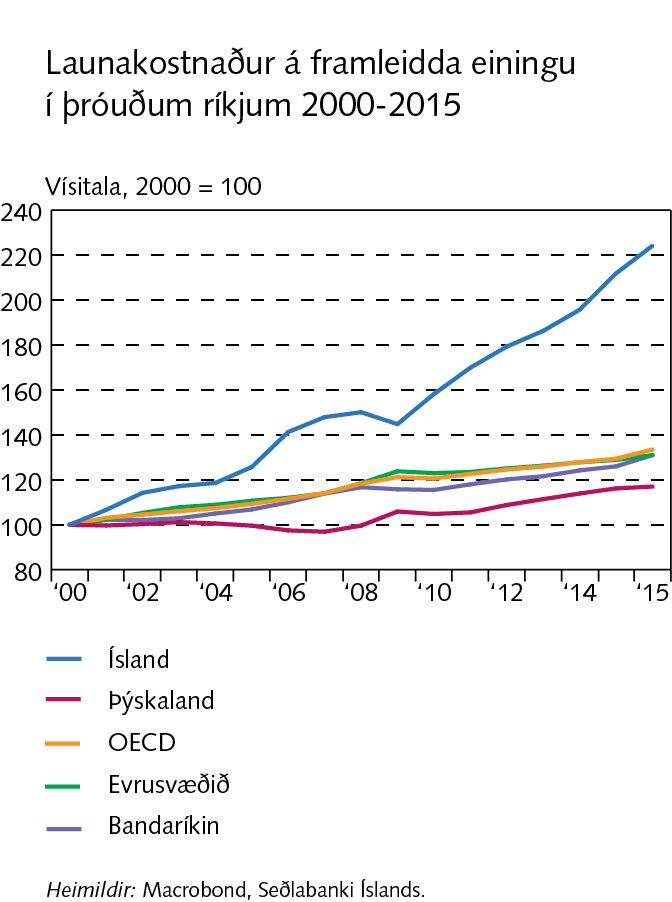 Launakostnaður á framleidda einingu
í þróuðum ríkjum 2000-2015
Vísitala, 2000 = 100
240
220
200
180
160
140
120
100
80
‘00 ‘02 ‘04 ‘06 ‘08 ‘10 ‘12 ‘14 ‘15
Ísland
Þýskaland
OECD
Evrusvæðið
Bandaríkin
Heimildir: Macrobond, Seðlabanki Íslands.